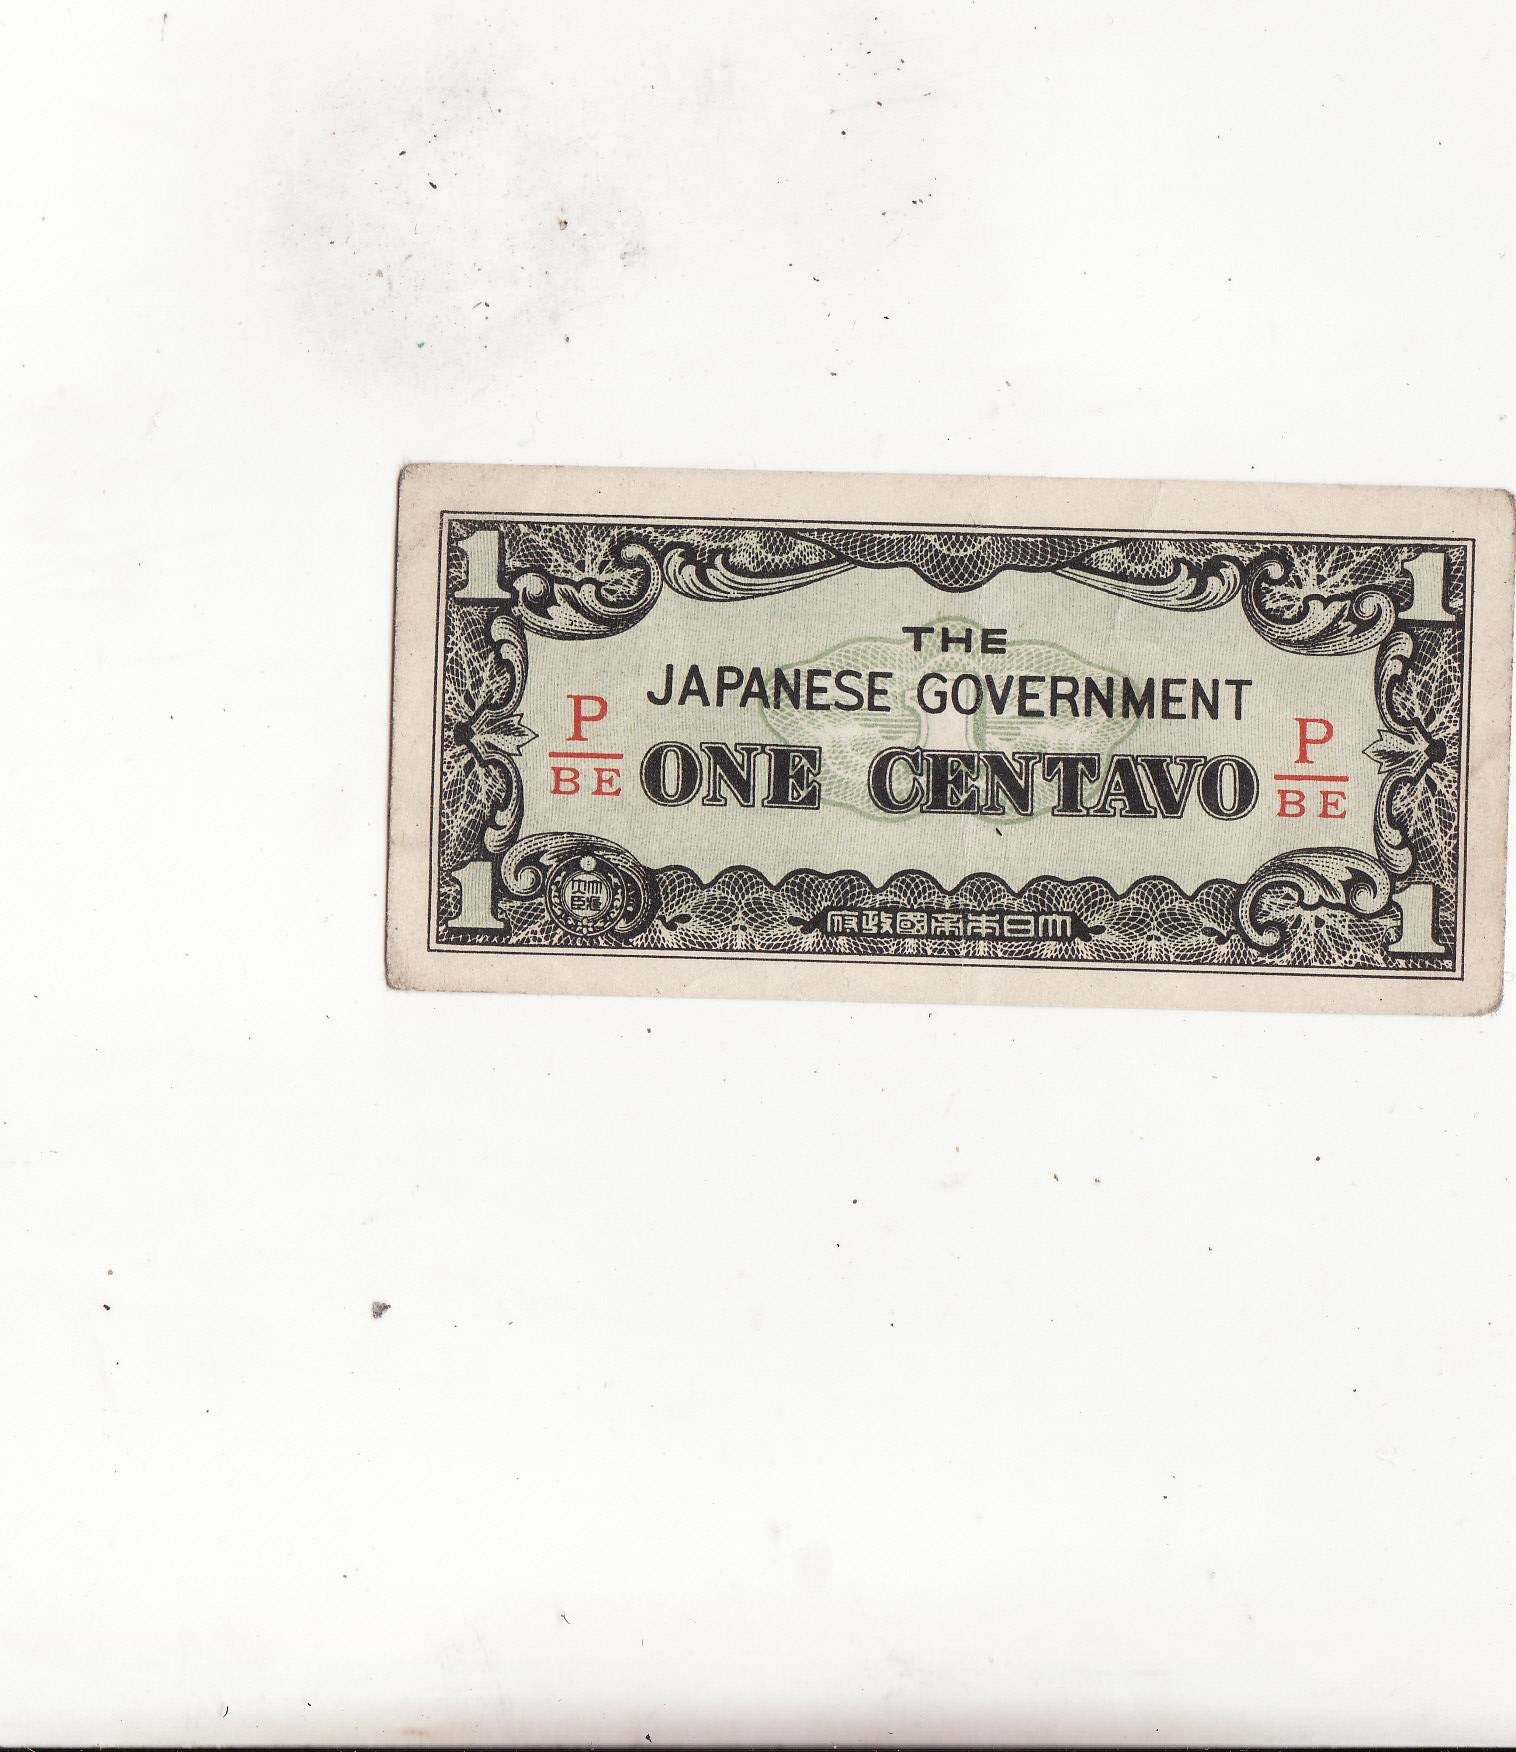 1 1
THE
JAPANESE GOVERNMENT
P P
BE ONE CENTAVO BE
1 1
府政國帝本日大